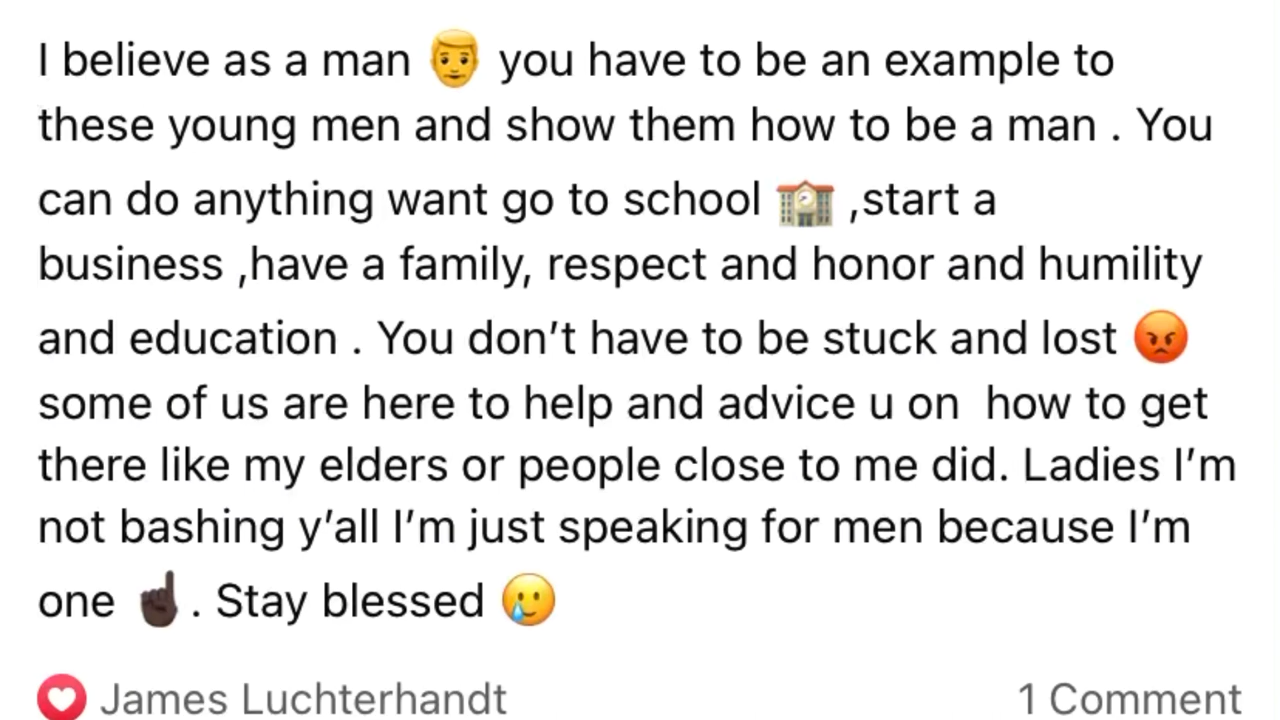 I believe as a man 👨 you have to be an example to
these young men and show them how to be a man . You
can do anything want go to school 🏫 ,start a
business ,have a family, respect and honor and humility
and education . You don’t have to be stuck and lost 😡
some of us are here to help and advice u on  how to get
there like my elders or people close to me did. Ladies I’m
not bashing y’all I’m just speaking for men because I’m
one ☝🏿. Stay blessed 🥲
James Luchterhandt
1 Comment